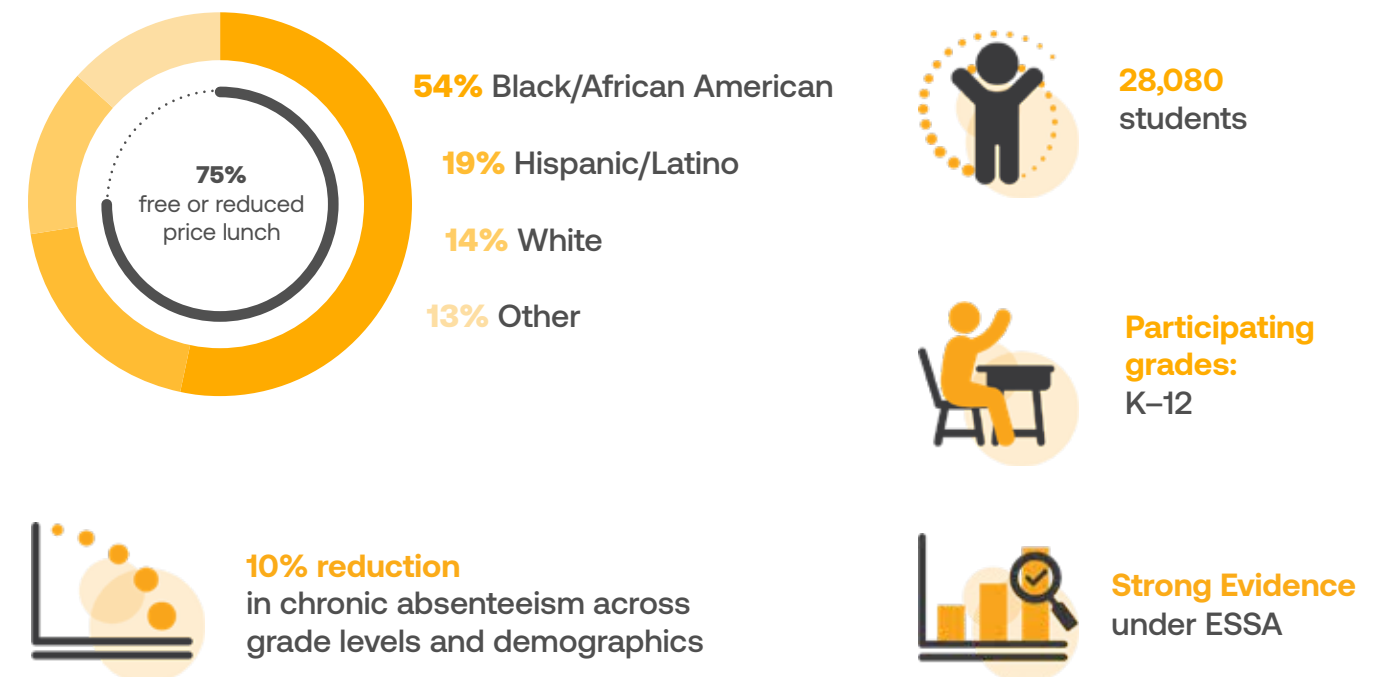 75%
free or reduced
price lunch
54% Black/African American
19% Hispanic/Latino
14% White
13% Other
28,080
students
Participating
grades:
K–12
10% reduction
in chronic absenteeism across
grade levels and demographics
Strong Evidence
under ESSA